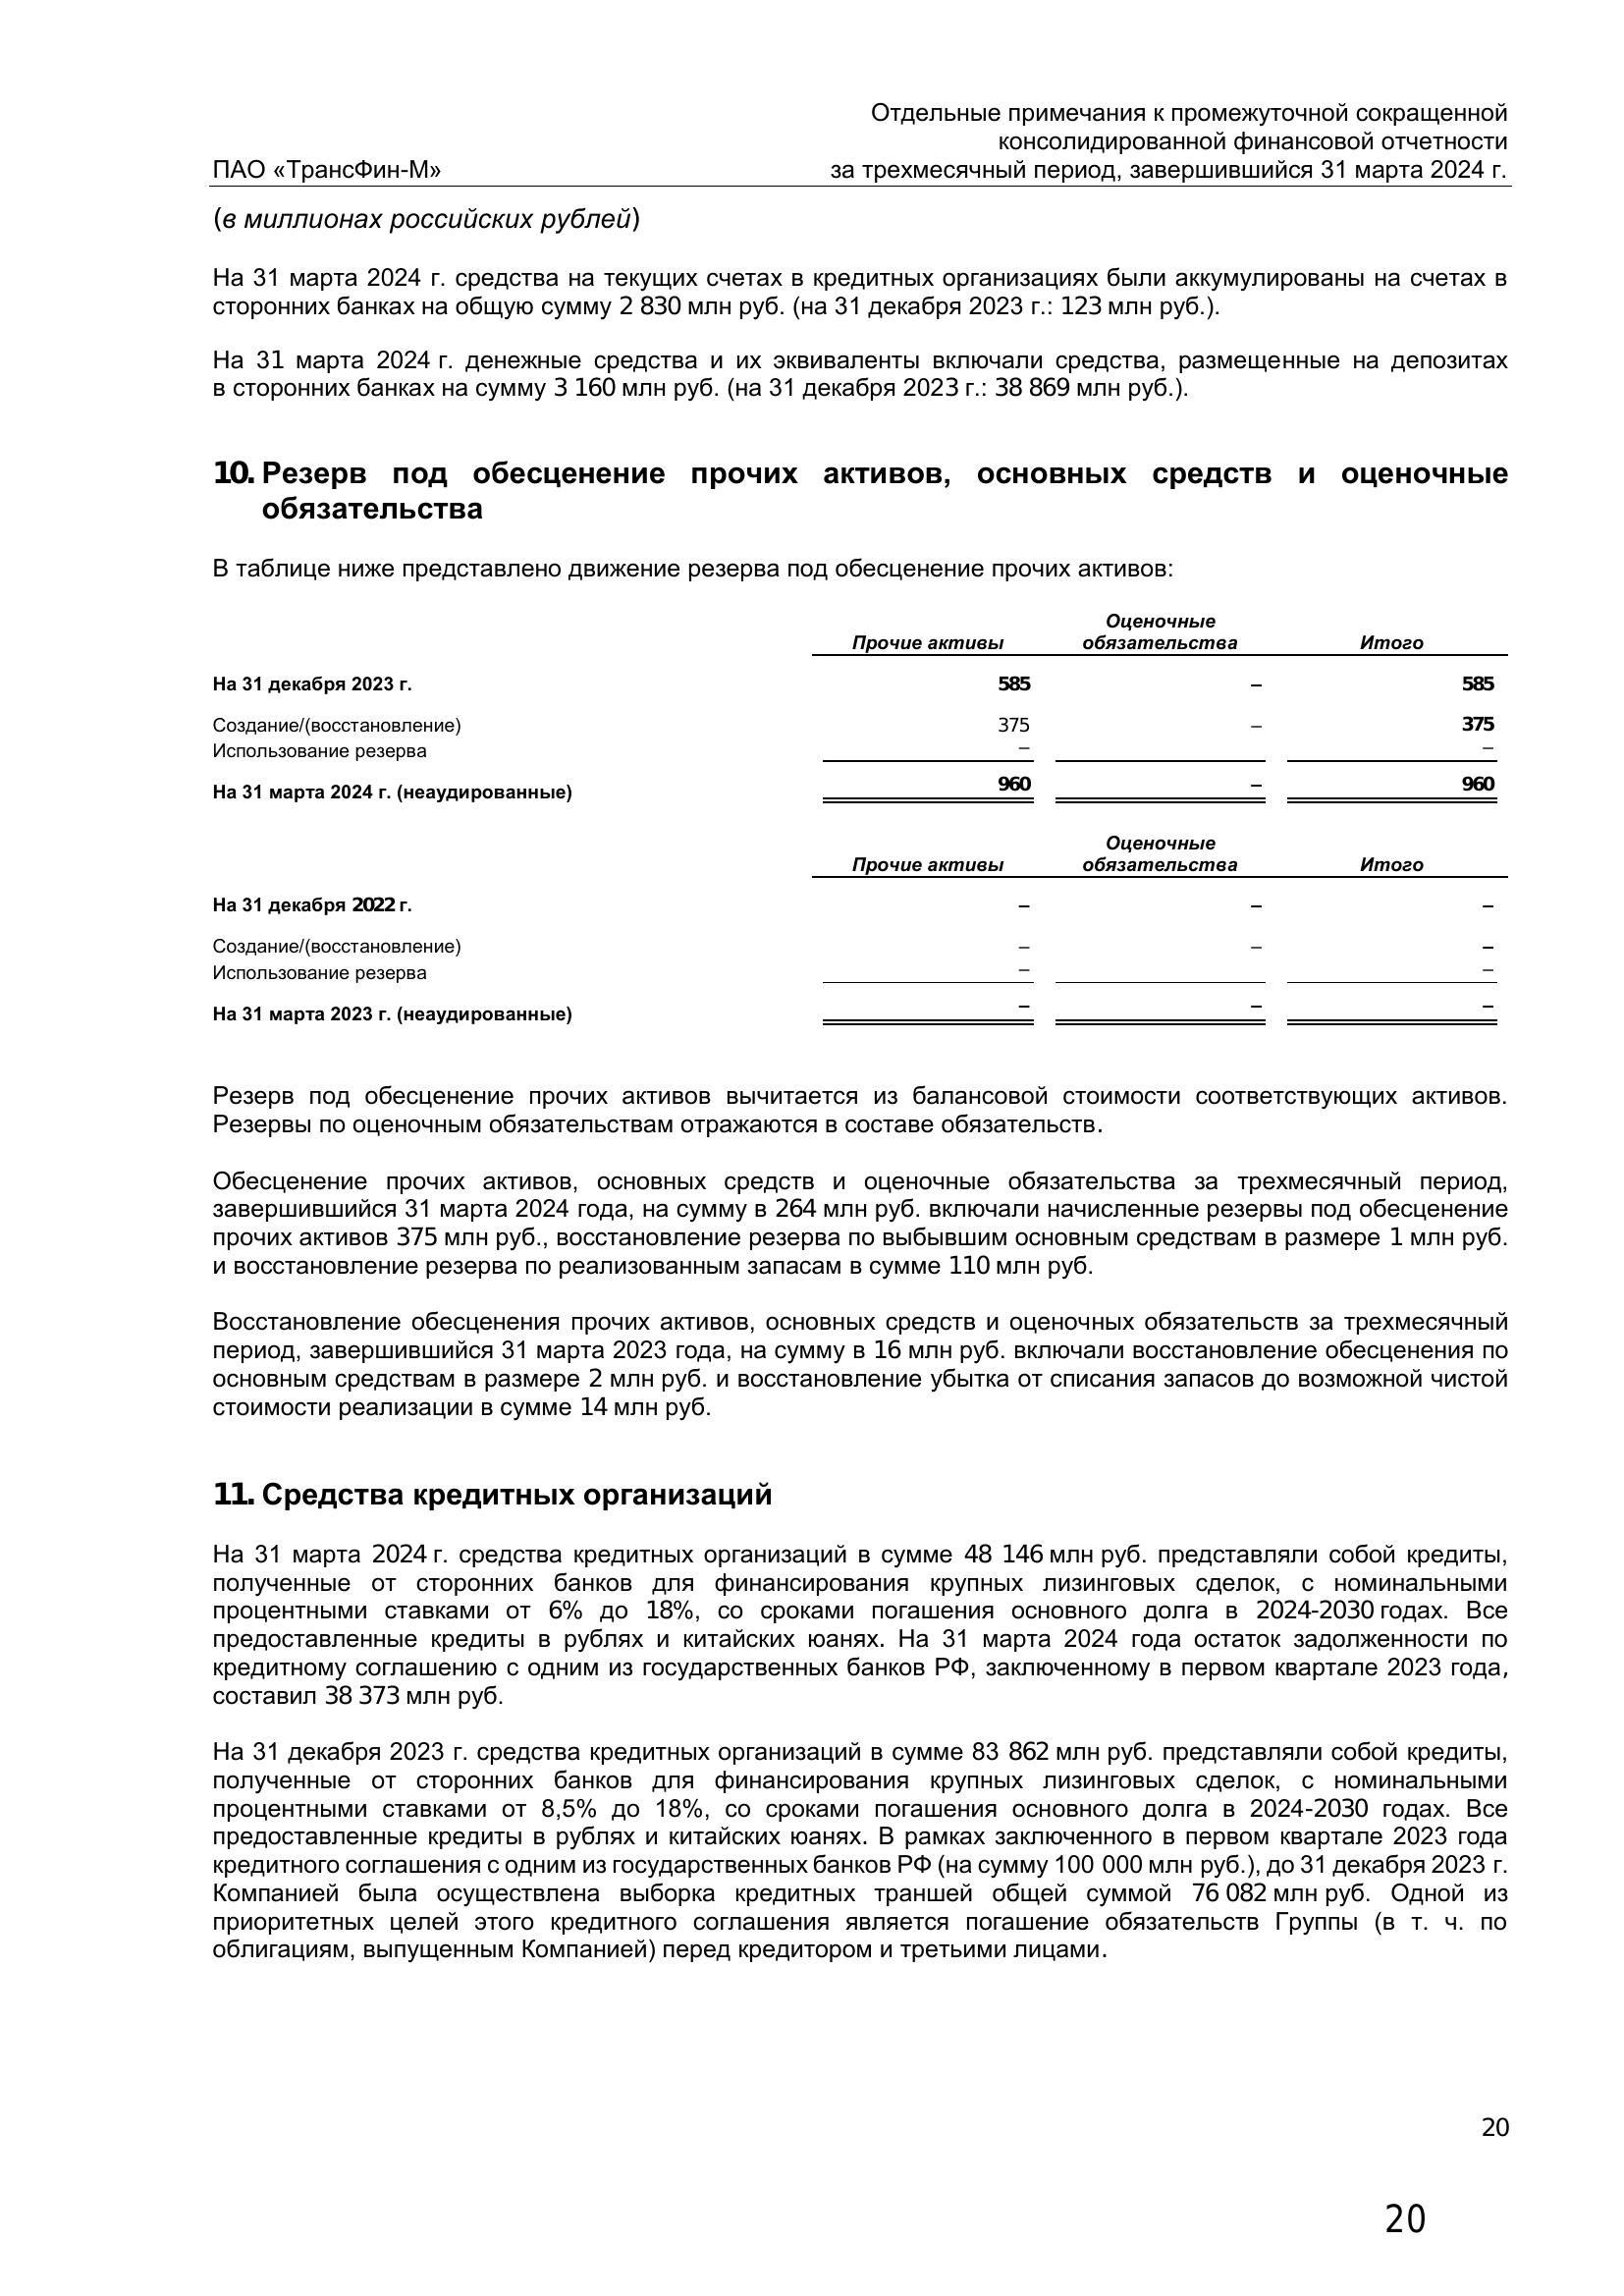 Отдельные примечания к промежуточной сокращенной
консолидированной финансовой отчетности
ПАО «ТрансФин-М» за трехмесячный период, завершившийся 31 марта 2024 г.
(в миллионах российских рублей)
На 31 марта 2024 г. средства на текущих счетах в кредитных организациях были аккумулированы на счетах в
сторонних банках на общую сумму 2 830 млн руб. (на 31 декабря 2023 г.: 123 млн руб.).
На 31 марта 2024 г. денежные средства и их эквиваленты включали средства, размещенные на депозитах
в сторонних банках на сумму 3 160 млн руб. (на 31 декабря 2023 г.: 38 869 млн руб.).
10. Резерв под обесценение прочих активов, основных средств и оценочные
обязательства
В таблице ниже представлено движение резерва под обесценение прочих активов:
Прочие активы Оценочные обязательства Итого
На 31 декабря 2023 г. 585 – 585
Создание/(восстановление) 375 – 375
Использование резерва – –
На 31 марта 2024 г. (неаудированные) 960 – 960
Прочие активы Оценочные обязательства Итого
На 31 декабря 2022 г. – – –
Создание/(восстановление) – – –
Использование резерва – –
На 31 марта 2023 г. (неаудированные) – – –
Резерв под обесценение прочих активов вычитается из балансовой стоимости соответствующих активов.
Резервы по оценочным обязательствам отражаются в составе обязательств.
Обесценение прочих активов, основных средств и оценочные обязательства за трехмесячный период,
завершившийся 31 марта 2024 года, на сумму в 264 млн руб. включали начисленные резервы под обесценение
прочих активов 375 млн руб., восстановление резерва по выбывшим основным средствам в размере 1 млн руб.
и восстановление резерва по реализованным запасам в сумме 110 млн руб.
Восстановление обесценения прочих активов, основных средств и оценочных обязательств за трехмесячный
период, завершившийся 31 марта 2023 года, на сумму в 16 млн руб. включали восстановление обесценения по
основным средствам в размере 2 млн руб. и восстановление убытка от списания запасов до возможной чистой
стоимости реализации в сумме 14 млн руб.
11. Средства кредитных организаций
На 31 марта 2024 г. средства кредитных организаций в сумме 48 146 млн руб. представляли собой кредиты,
полученные от сторонних банков для финансирования крупных лизинговых сделок, с номинальными
процентными ставками от 6% до 18%, со сроками погашения основного долга в 2024-2030 годах. Все
предоставленные кредиты в рублях и китайских юанях. На 31 марта 2024 года остаток задолженности по
кредитному соглашению с одним из государственных банков РФ, заключенному в первом квартале 2023 года,
составил 38 373 млн руб.
На 31 декабря 2023 г. средства кредитных организаций в сумме 83 862 млн руб. представляли собой кредиты,
полученные от сторонних банков для финансирования крупных лизинговых сделок, с номинальными
процентными ставками от 8,5% до 18%, со сроками погашения основного долга в 2024-2030 годах. Все
предоставленные кредиты в рублях и китайских юанях. В рамках заключенного в первом квартале 2023 года
кредитного соглашения с одним из государственных банков РФ (на сумму 100 000 млн руб.), до 31 декабря 2023 г.
Компанией была осуществлена выборка кредитных траншей общей суммой 76 082 млн руб. Одной из
приоритетных целей этого кредитного соглашения является погашение обязательств Группы (в т. ч. по
облигациям, выпущенным Компанией) перед кредитором и третьими лицами.
20
20